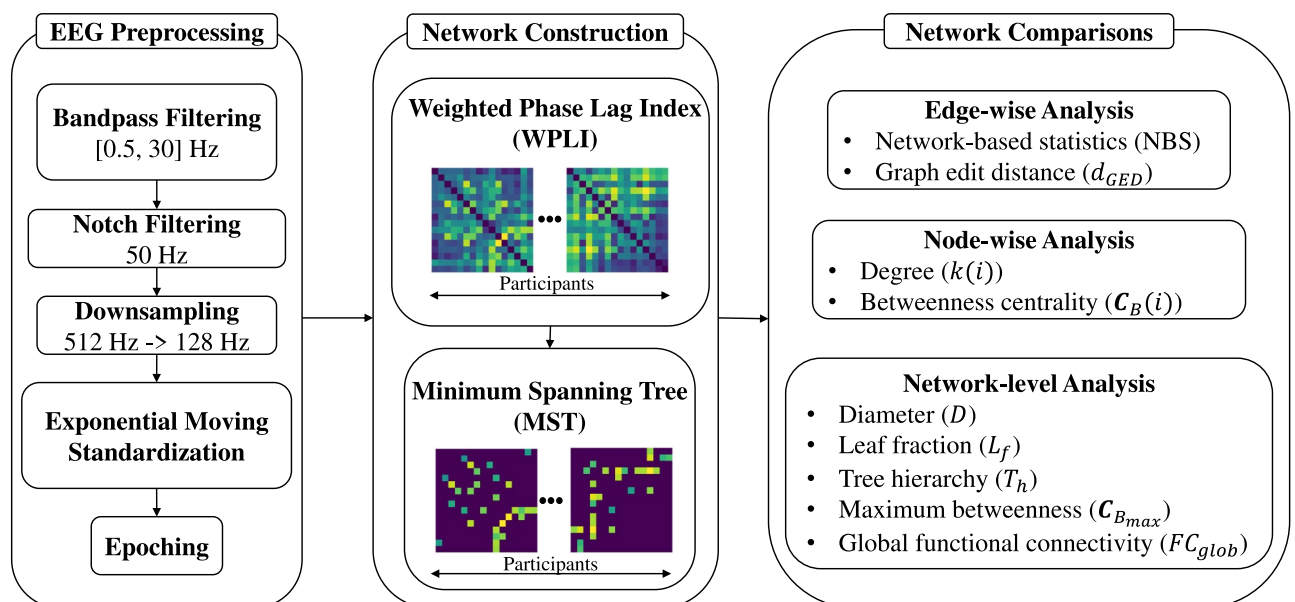 EEG Preprocessing
Bandpass Filtering
[0.5, 30] Hz
Notch Filtering
50 Hz
Downsampling
512 Hz -> 128 Hz
Exponential Moving
Standardization
Epoching
Network Construction
Weighted Phase Lag Index
(WPLI)
•••
Participants
Minimum Spanning Tree
(MST)
•••
Participants
Network Comparisons
Edge-wise Analysis
• Network-based statistics (NBS)
• Graph edit distance (d_GED)
Node-wise Analysis
• Degree (k(i))
• Betweenness centrality (C_B(i))
Network-level Analysis
• Diameter (D)
• Leaf fraction (L_f)
• Tree hierarchy (T_h)
• Maximum betweenness (C_B_max)
• Global functional connectivity (FC_glob)